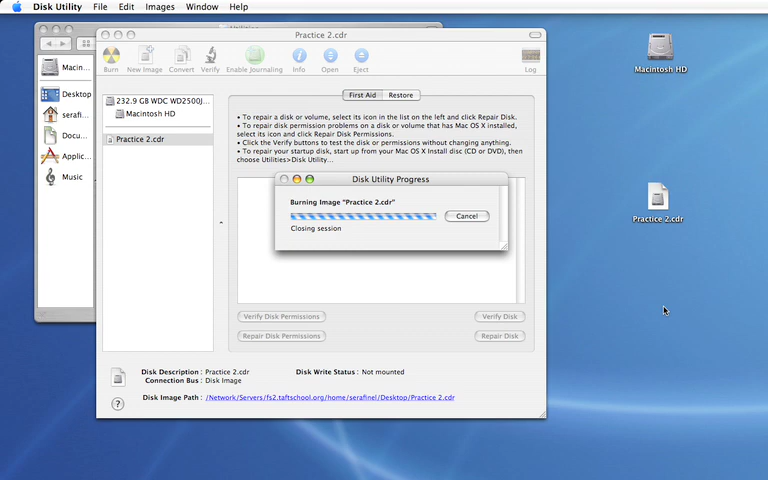 Disk Utility File Edit Images Window Help
Utilities
Practice 2.cdr
Burn New Image Convert Verify Enable Journaling Info Open Eject Log
Macin...
Desktop
serafi...
Docu...
Applic...
Music
232.9 GB WDC WD2500J...
Macintosh HD
Practice 2.cdr
First Aid Restore
• To repair a disk or volume, select its icon in the list on the left and click Repair Disk.
• To repair disk permission problems on a disk or volume that has Mac OS X installed,
select its icon and click Repair Disk Permissions.
• Click the Verify buttons to test the disk or permissions without changing anything.
• To repair your startup disk, start up from your Mac OS X Install disc (CD or DVD), then
choose Utilities>Disk Utility...
Disk Utility Progress
Burning Image "Practice 2.cdr"
Cancel
Closing session
Verify Disk Permissions Verify Disk
Repair Disk Permissions Repair Disk
Disk Description : Practice 2.cdr Disk Write Status : Not mounted
Connection Bus : Disk Image
Disk Image Path : /Network/Servers/fs2.taftschool.org/home/serafinel/Desktop/Practice 2.cdr
?
Macintosh HD
Practice 2.cdr